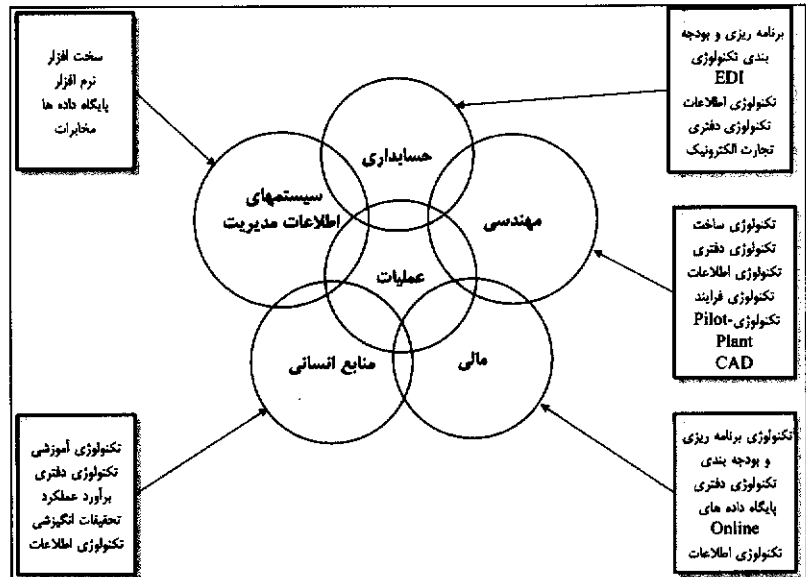 سخت افزار
نرم افزار
پایگاه داده ها
مخابرات
برنامه ریزی و بودجه
بندی تکنولوژی
EDI
تکنولوژی اطلاعات
تکنولوژی دفتری
تجارت الکترونیک
حسابداری
سیستمهای
اطلاعات مدیریت
مهندسی
عملیات
منابع انسانی
مالی
تکنولوژی ساخت
تکنولوژی دفتری
تکنولوژی اطلاعات
تکنولوژی فرایند
تکنولوژی-Pilot
Plant
CAD
تکنولوژی آموزشی
تکنولوژی دفتری
برآورد عملکرد
تحقیقات انگیزشی
تکنولوژی اطلاعات
تکنولوژی برنامه ریزی
و بودجه بندی
تکنولوژی دفتری
پایگاه داده های
Online
تکنولوژی اطلاعات